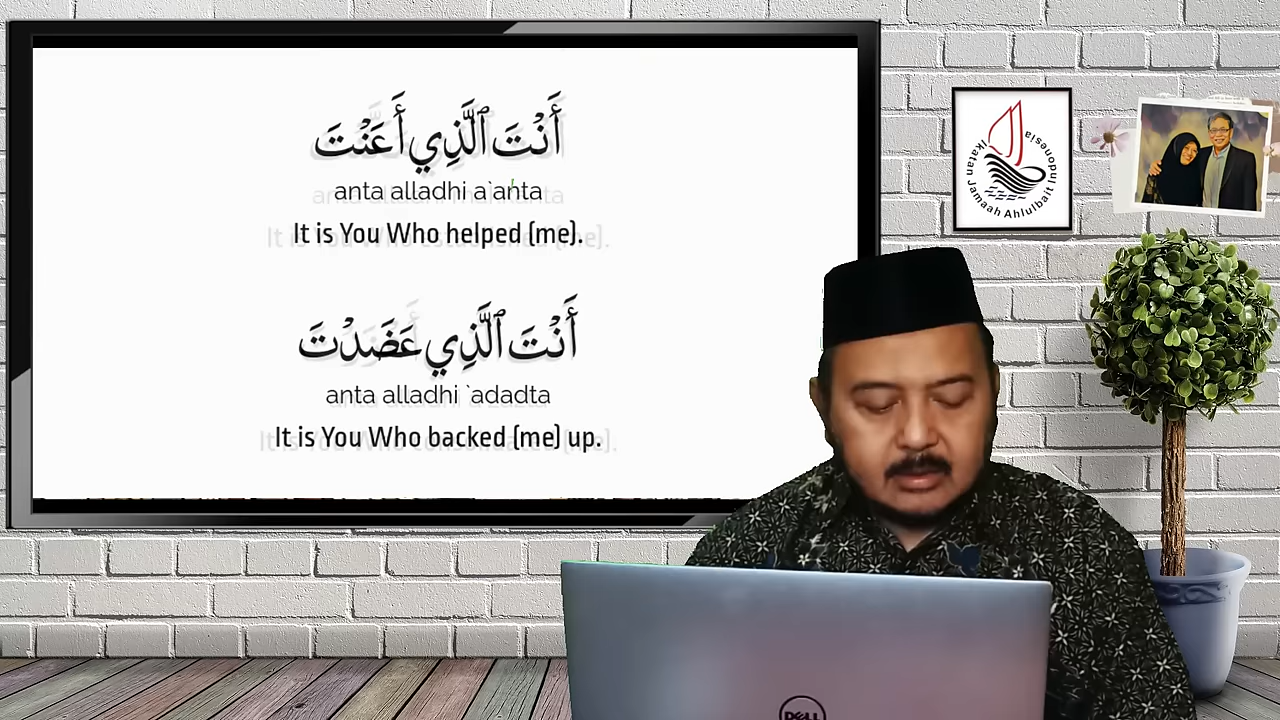 أَنْتَ ٱلَّذِي أَعَنْتَ
anta alladhi a`anta
It is You Who helped (me).
أَنْتَ ٱلَّذِي عَضَدْتَ
anta alladhi `adadta
It is You Who backed (me) up.
Ikatan Jamaah Ahlulbait Indonesia
DELL